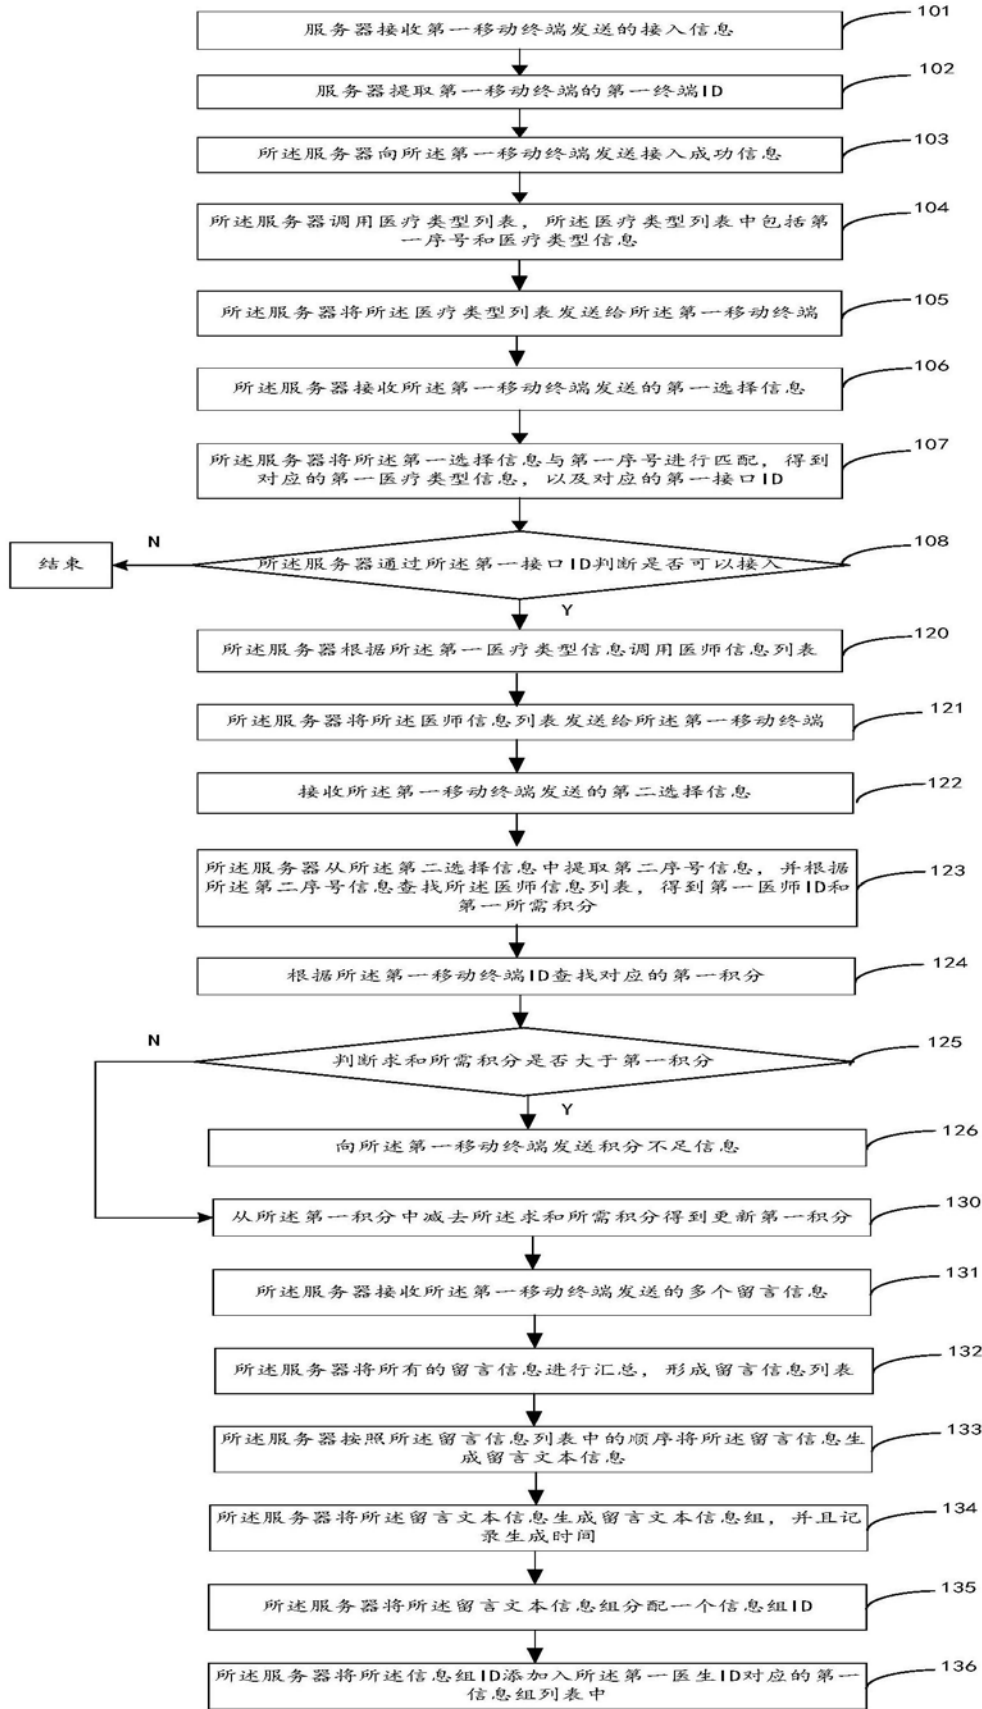 服务器接收第一移动终端发送的接入信息
101
服务器提取第一移动终端的第一终端ID
102
所述服务器向所述第一移动终端发送接入成功信息
103
所述服务器调用医疗类型列表，所述医疗类型列表中包括第
一序号和医疗类型信息
104
所述服务器将所述医疗类型列表发送给所述第一移动终端
105
所述服务器接收所述第一移动终端发送的第一选择信息
106
所述服务器将所述第一选择信息与第一序号进行匹配，得到
对应的第一医疗类型信息，以及对应的第一接口ID
107
N
结束
所述服务器通过所述第一接口ID判断是否可以接入
108
Y
所述服务器根据所述第一医疗类型信息调用医师信息列表
120
所述服务器将所述医师信息列表发送给所述第一移动终端
121
接收所述第一移动终端发送的第二选择信息
122
所述服务器从所述第二选择信息中提取第二序号信息，并根据
所述第二序号信息查找所述医师信息列表，得到第一医师ID和
第一所需积分
123
根据所述第一移动终端ID查找对应的第一积分
124
N
判断求和所需积分是否大于第一积分
125
Y
向所述第一移动终端发送积分不足信息
126
从所述第一积分中减去所述求和所需积分得到更新第一积分
130
所述服务器接收所述第一移动终端发送的多个留言信息
131
所述服务器将所有的留言信息进行汇总，形成留言信息列表
132
所述服务器按照所述留言信息列表中的顺序将所述留言信息生
成留言文本信息
133
所述服务器将所述留言文本信息生成留言文本信息组，并且记
录生成时间
134
所述服务器将所述留言文本信息组分配一个信息组ID
135
所述服务器将所述信息组ID添加入所述第一医生ID对应的第一
信息组列表中
136